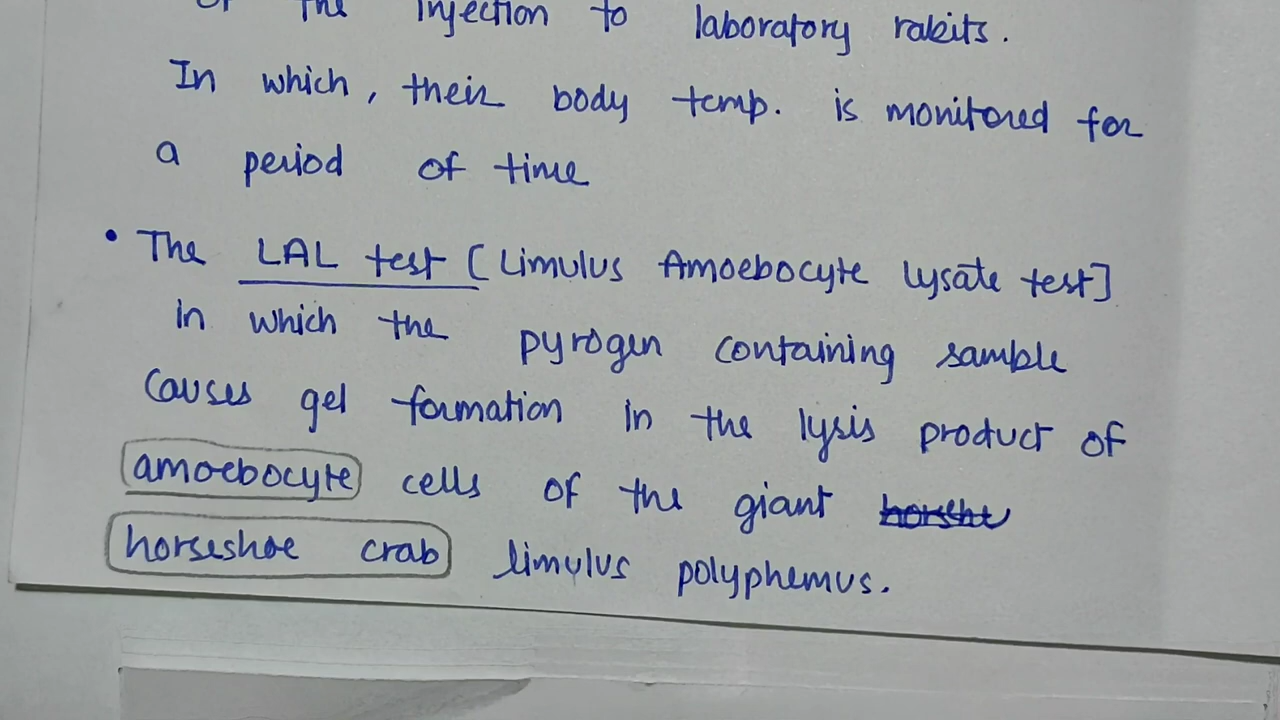 of the injection to laboratory rabits.
In which, their body temp. is monitored for
a period of time
• The LAL test [Limulus Amoebocyte lysate test]
in which the pyrogen containing samble
causes gel formation in the lysis product of
amoebocyte cells of the giant
horseshoe crab limulus polyphemus.